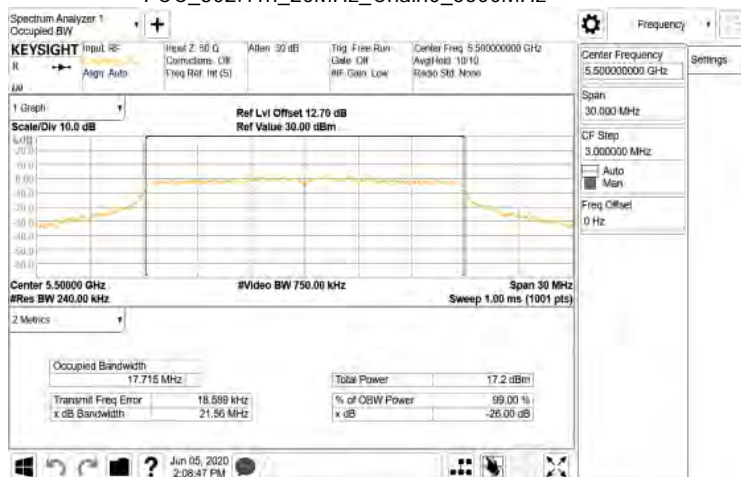 Spectrum Analyzer 1
Occupied BW
Frequency
KEYSIGHT
Input: RF
Input Z: 50 Ω
Atten: 30 dB
Trig: Free Run
Center Freq: 5.500000000 GHz
R
Align: Auto
Corrections: Off
Freq Ref: Int (S)
Gate: Off
#IF Gain: Low
Avg|Hold: 10/10
Radio Std: None
Center Frequency
5.500000000 GHz
Settings
Span
30.000 MHz
CF Step
3.000000 MHz
Auto
Man
Freq Offset
0 Hz
1 Graph
Scale/Div 10.0 dB
Ref Lvl Offset 12.70 dB
Ref Value 30.00 dBm
Log
Center 5.50000 GHz
#Res BW 240.00 kHz
#Video BW 750.00 kHz
Span 30 MHz
Sweep 1.00 ms (1001 pts)
2 Metrics
Occupied Bandwidth
17.715 MHz
Total Power
17.2 dBm
Transmit Freq Error
18.589 kHz
% of OBW Power
99.00 %
x dB Bandwidth
21.56 MHz
x dB
-26.00 dB
?
Jun 05, 2020
2:08:47 PM